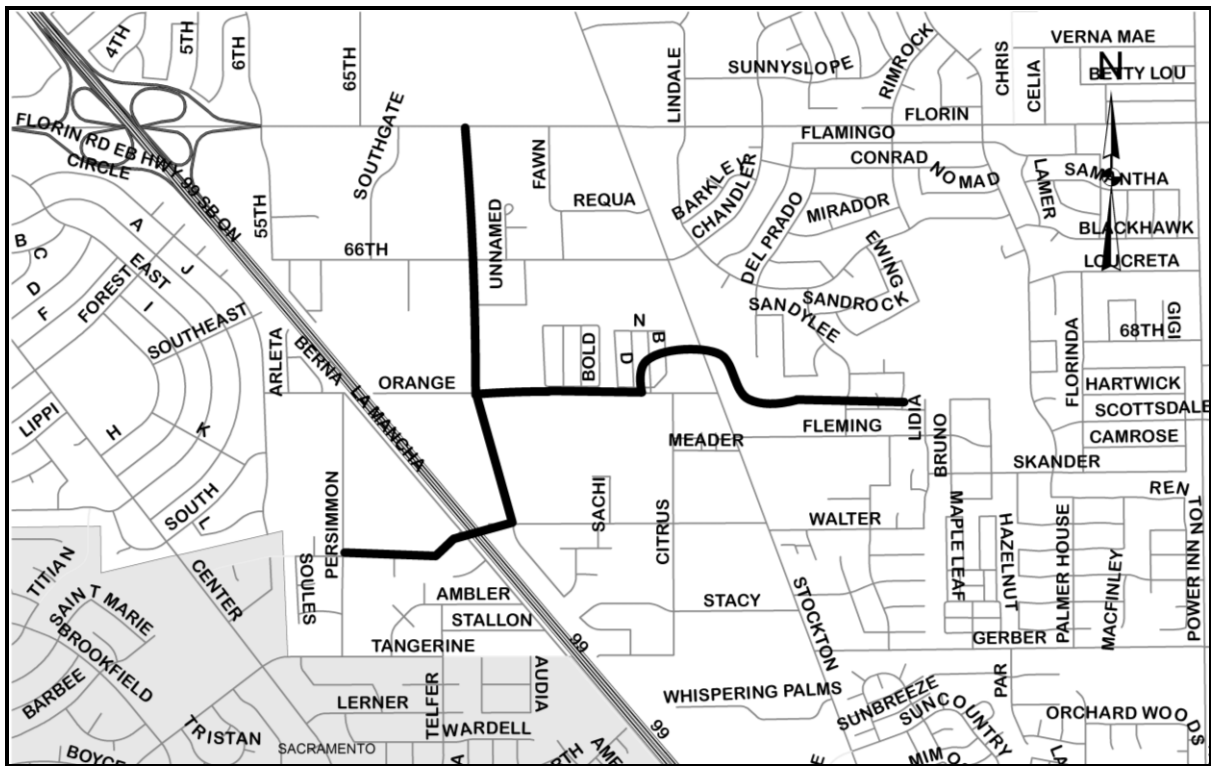 4TH
5TH
6TH
65TH
LINDALE
SUNNYSLOPE
RIMROCK
CHRIS
CELIA
VERNA MAE
N
BETTY LOU
FLORIN
FLAMINGO
CONRAD
NOMAD
LAMER
SAMANTHA
FLORIN RD EB HWY 99 SB ON
CIRCLE
SOUTHGATE
FAWN
REQUA
BARKLEY
CHANDLER
DEL PRADO
MIRADOR
EWING
BLACKHAWK
LOUCRETA
55TH
66TH
UNNAMED
B
C
D
F
A
J
EAST
FOREST
I
SOUTHEAST
SANDROCK
SANDYLEE
GIGI
68TH
FLORINDA
ARLETA
BERNA
LA MANCHA
ORANGE
BOLD
N
B
D
HARTWICK
SCOTTSDALE
CAMROSE
LIPPI
H
K
MEADER
FLEMING
LIDIA
BRUNO
SKANDER
SOUTH
L
PERSIMMON
SACHI
CITRUS
WALTER
MAPLE LEAF
HAZELNUT
PALMER HOUSE
MACFINLEY
RENTON INN
POWER INN
TITIAN
SAINT MARIE
CENTER
SOULES
AMBLER
STALLON
TANGERINE
STACY
STOCKTON
GERBER
99
BROOKFIELD
BARBEE
TRISTAN
BOYCE
SACRAMENTO
LERNER
TELFER
WARDELL
AUDIA
WHISPERING PALMS
99
SUNBREEZE
SUN COUNTRY
PAR
ORCHARD WOODS